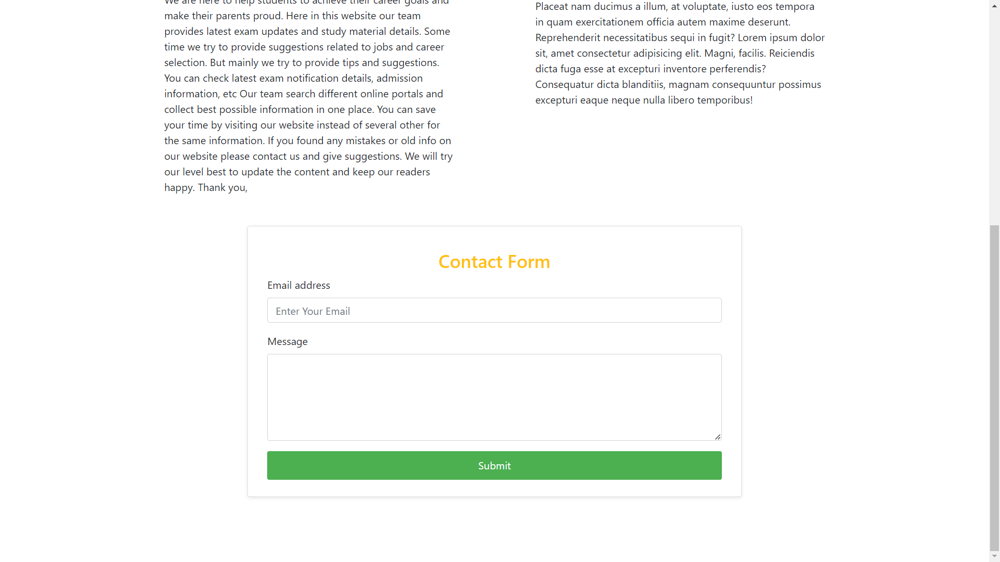 We are here to help students to achieve their career goals and
make their parents proud. Here in this website our team
provides latest exam updates and study material details. Some
time we try to provide suggestions related to jobs and career
selection. But mainly we try to provide tips and suggestions.
You can check latest exam notification details, admission
information, etc Our team search different online portals and
collect best possible information in one place. You can save
your time by visiting our website instead of several other for
the same information. If you found any mistakes or old info on
our website please contact us and give suggestions. We will try
our level best to update the content and keep our readers
happy. Thank you,
Placeat nam ducimus a illum, at voluptate, iusto eos tempora
in quam exercitationem officia autem maxime deserunt.
Reprehenderit necessitatibus sequi in fugit? Lorem ipsum dolor
sit, amet consectetur adipisicing elit. Magni, facilis. Reiciendis
dicta fuga esse at excepturi inventore perferendis?
Consequatur dicta blanditiis, magnam consequuntur possimus
excepturi eaque neque nulla libero temporibus!
Contact Form
Email address
Enter Your Email
Message
Submit